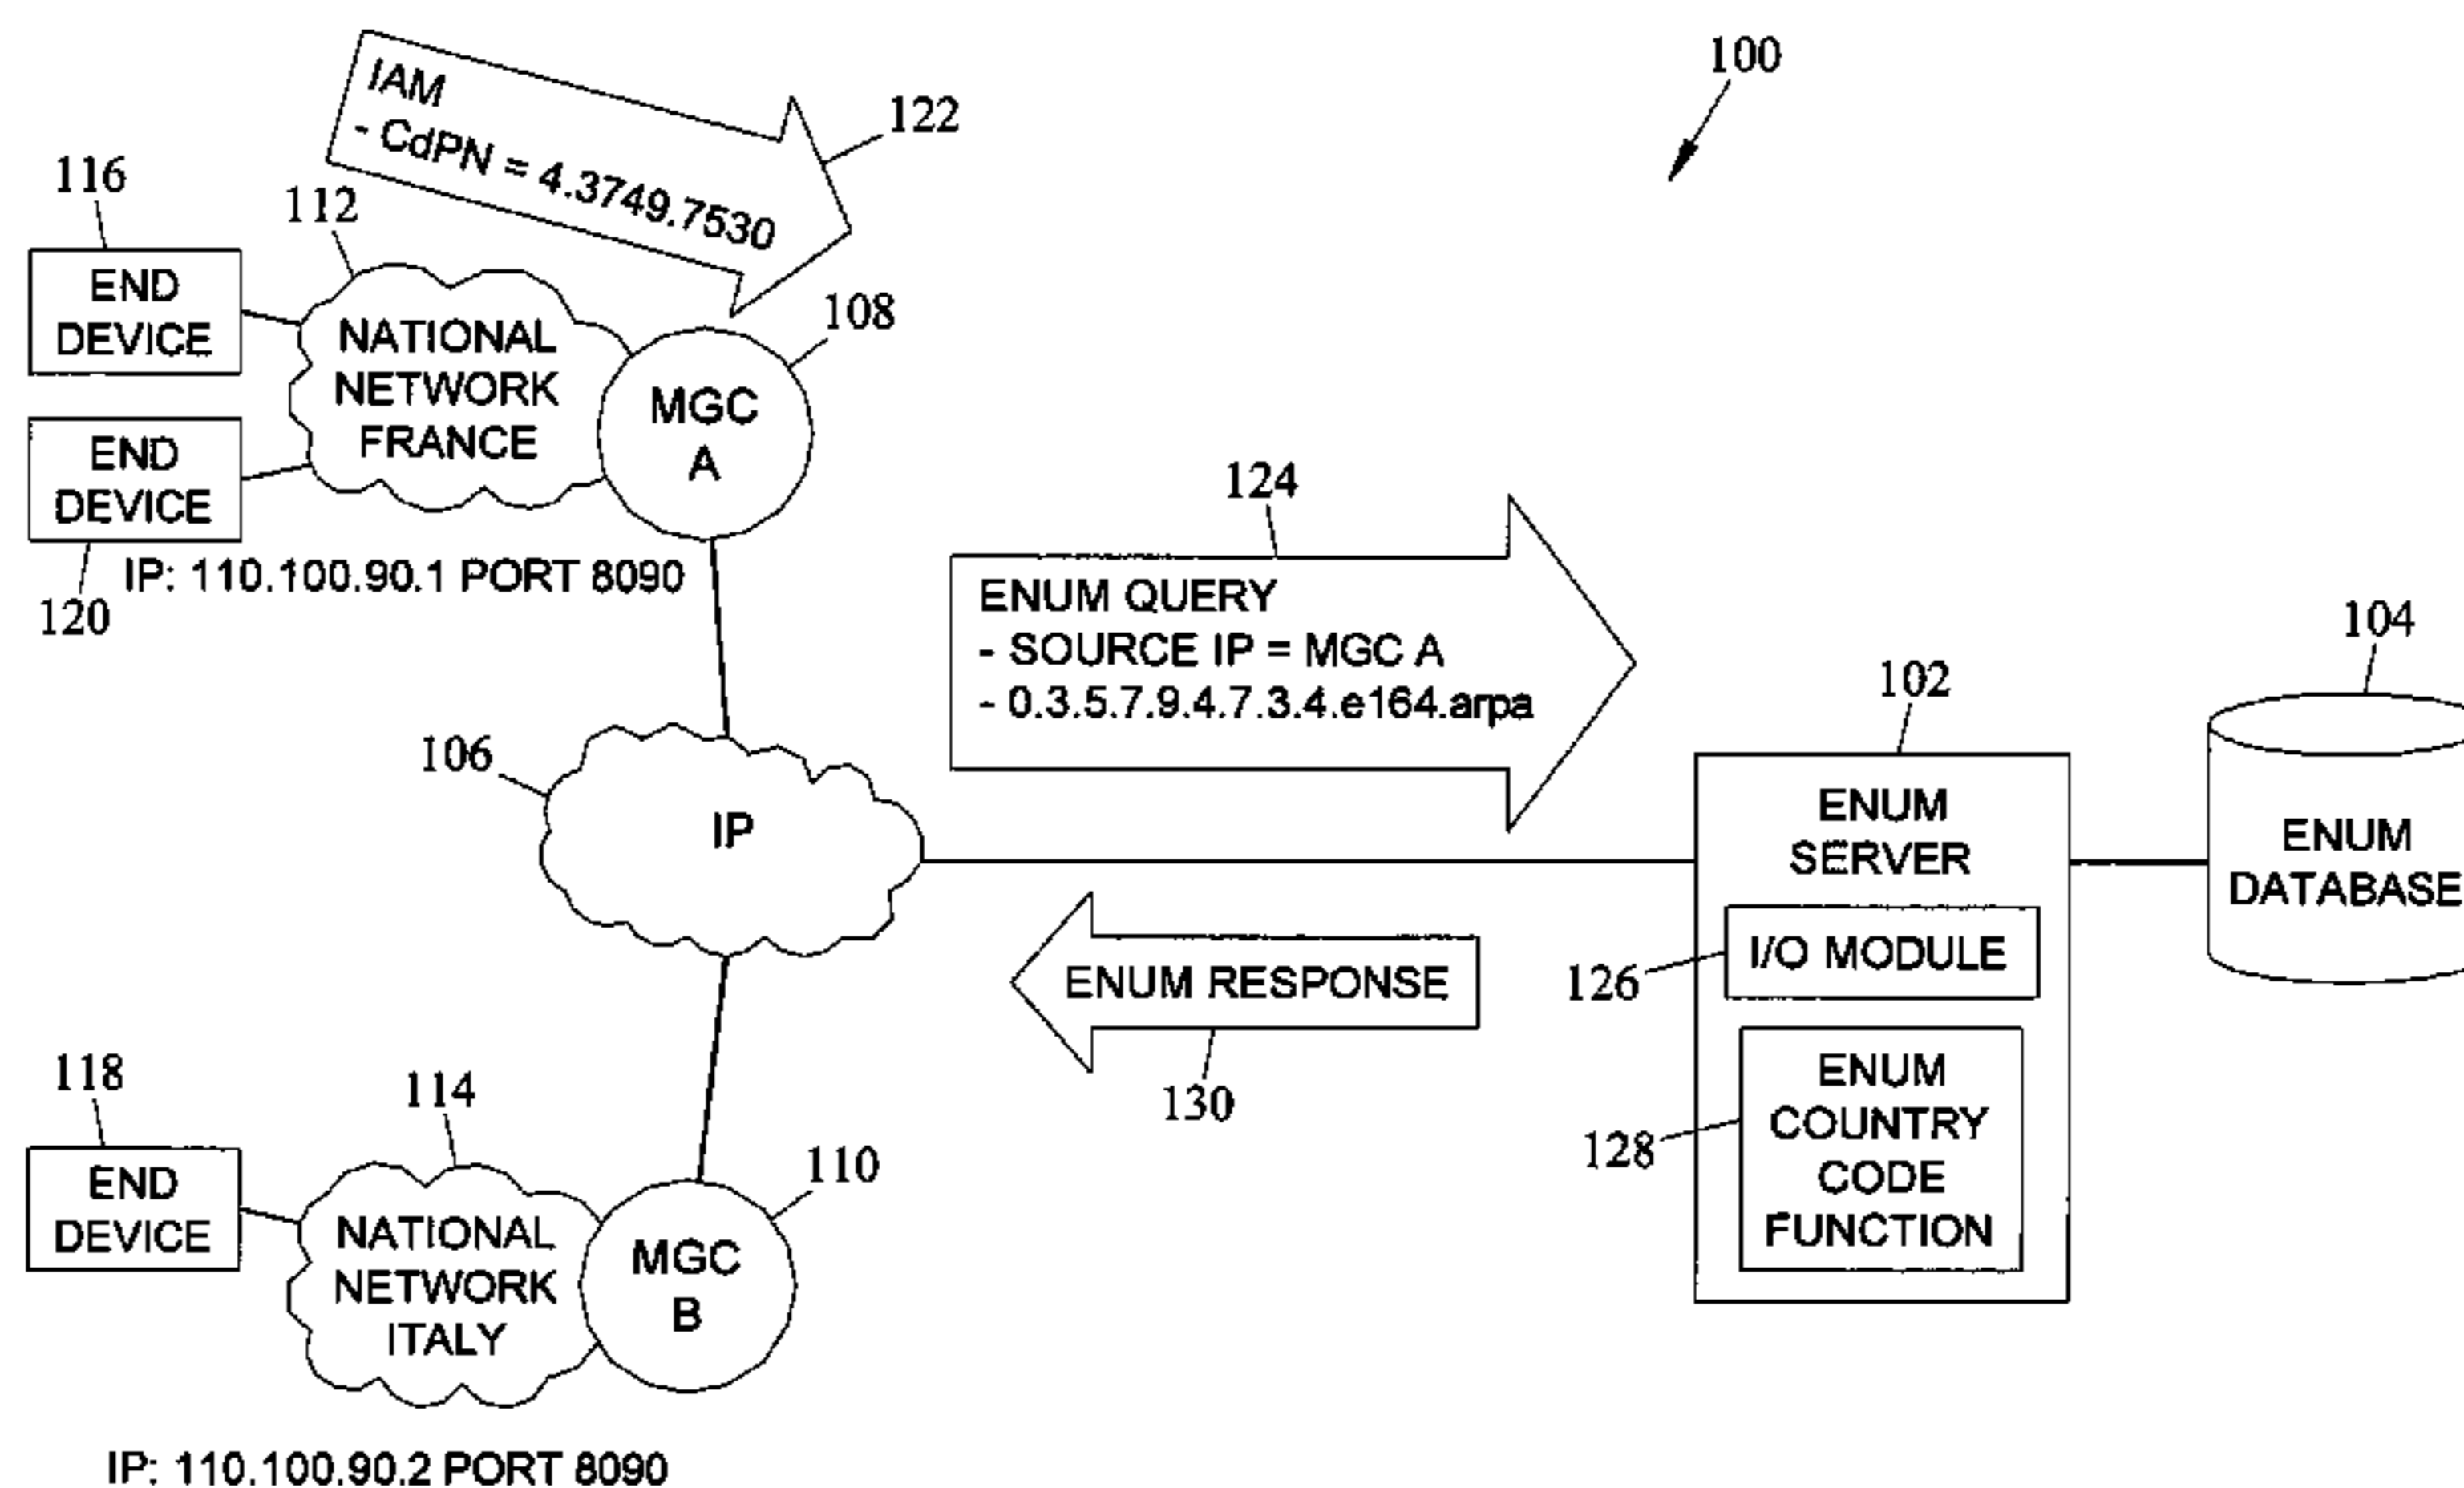 100
IAM
- CdPN = 4.3749.7530
122
116
112
END
DEVICE
NATIONAL
NETWORK
FRANCE
108
MGC
A
END
DEVICE
120
IP: 110.100.90.1 PORT 8090
124
ENUM QUERY
- SOURCE IP = MGC A
- 0.3.5.7.9.4.7.3.4.e164.arpa
104
102
106
IP
ENUM
SERVER
ENUM
DATABASE
126
I/O MODULE
ENUM RESPONSE
130
128
ENUM
COUNTRY
CODE
FUNCTION
118
114
110
END
DEVICE
NATIONAL
NETWORK
ITALY
MGC
B
IP: 110.100.90.2 PORT 8090